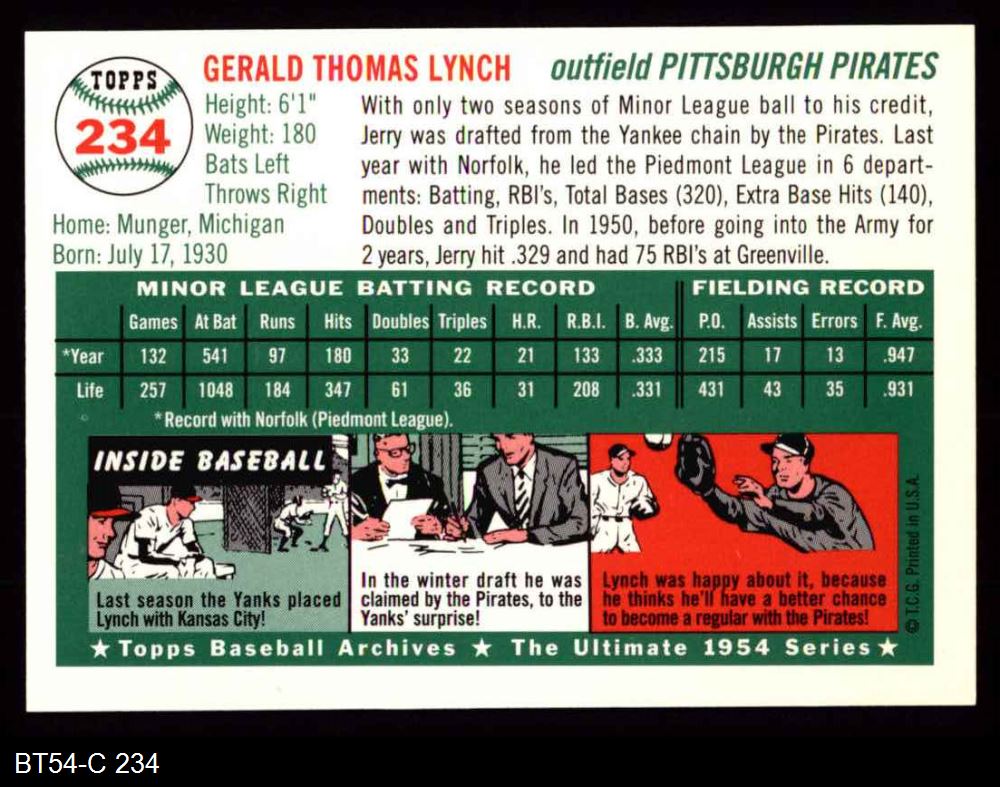 TOPPS
234
GERALD THOMAS LYNCH
outfield PITTSBURGH PIRATES
Height: 6'1"
Weight: 180
Bats Left
Throws Right
Home: Munger, Michigan
Born: July 17, 1930
With only two seasons of Minor League ball to his credit,
Jerry was drafted from the Yankee chain by the Pirates. Last
year with Norfolk, he led the Piedmont League in 6 depart-
ments: Batting, RBI's, Total Bases (320), Extra Base Hits (140),
Doubles and Triples. In 1950, before going into the Army for
2 years, Jerry hit .329 and had 75 RBI's at Greenville.
MINOR LEAGUE BATTING RECORD FIELDING RECORD
Games At Bat Runs Hits Doubles Triples H.R. R.B.I. B. Avg. P.O. Assists Errors F. Avg.
*Year 132 541 97 180 33 22 21 133 .333 215 17 13 .947
Life 257 1048 184 347 61 36 31 208 .331 431 43 35 .931
*Record with Norfolk (Piedmont League).
INSIDE BASEBALL
Last season the Yanks placed
Lynch with Kansas City!
In the winter draft he was
claimed by the Pirates, to the
Yanks' surprise!
Lynch was happy about it, because
he thinks he'll have a better chance
to become a regular with the Pirates!
© T.C.G. Printed in U.S.A.
★ Topps Baseball Archives ★ The Ultimate 1954 Series ★
BT54-C 234